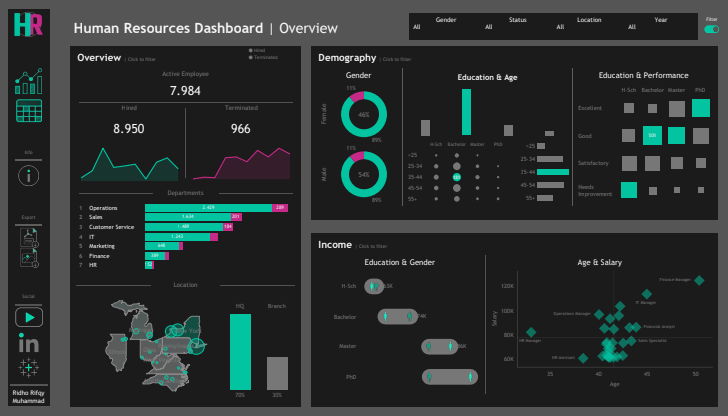 HR
Human Resources Dashboard | Overview
Gender
Status
Location
Year
All
All
All
All
Filter
Overview | Click to filter
Hired
Terminated
Active Employee
7.984
Hired
Terminated
8.950
966
Departments
1 Operations 2.429 289
2 Sales 1.634 201
3 Customer Service 1.489 184
4 IT 1.243
5 Marketing 648
6 Finance 389
7 HR 152
Location
HQ
Branch
70%
30%
Info
Export
Social
Ridho Rifqy
Muhammad
Demography | Click to filter
Gender
Female
11%
46%
89%
Male
11%
54%
89%
Education & Age
H-Sch Bachelor Master PhD
<25
25-34
35-44
45-54
55+
<25
25-34
35-44
45-54
55+
Education & Performance
H-Sch Bachelor Master PhD
Excellent
Good
Satisfactory
Needs
Improvement
Income | Click to filter
Education & Gender
H-Sch
Bachelor
Master
PhD
Age & Salary
Salary
120K
100K
80K
60K
Finance Manager
IT Manager
Operations Manager
Financial Analyst
HR Manager
Sales Specialist
HR Assistant
35
40
45
50
Age